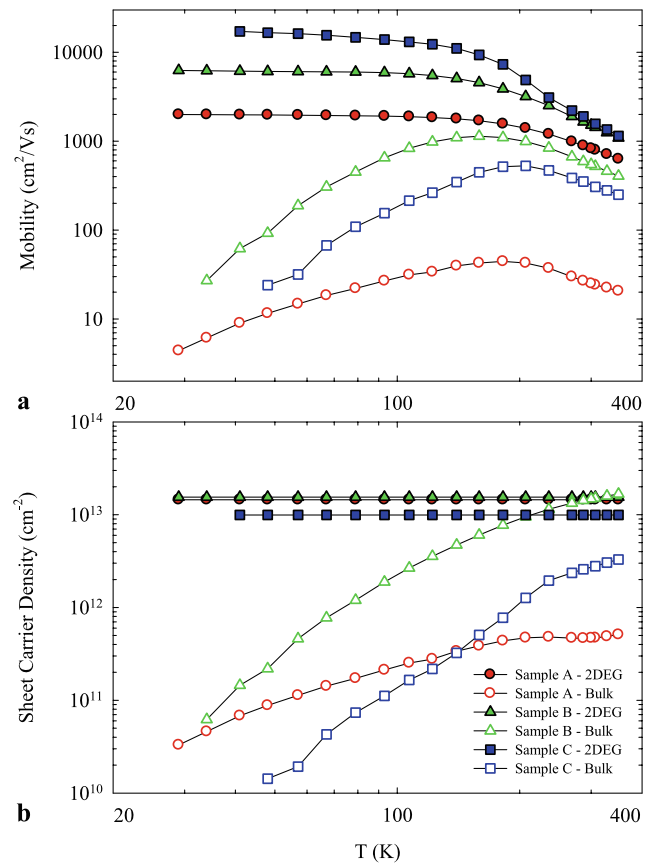 10000
1000
100
10
Mobility (cm²/Vs)
a
20
100
400
10¹⁴
10¹³
10¹²
10¹¹
10¹⁰
Sheet Carrier Density (cm⁻²)
Sample A - 2DEG
Sample A - Bulk
Sample B - 2DEG
Sample B - Bulk
Sample C - 2DEG
Sample C - Bulk
b
20
100
400
T (K)